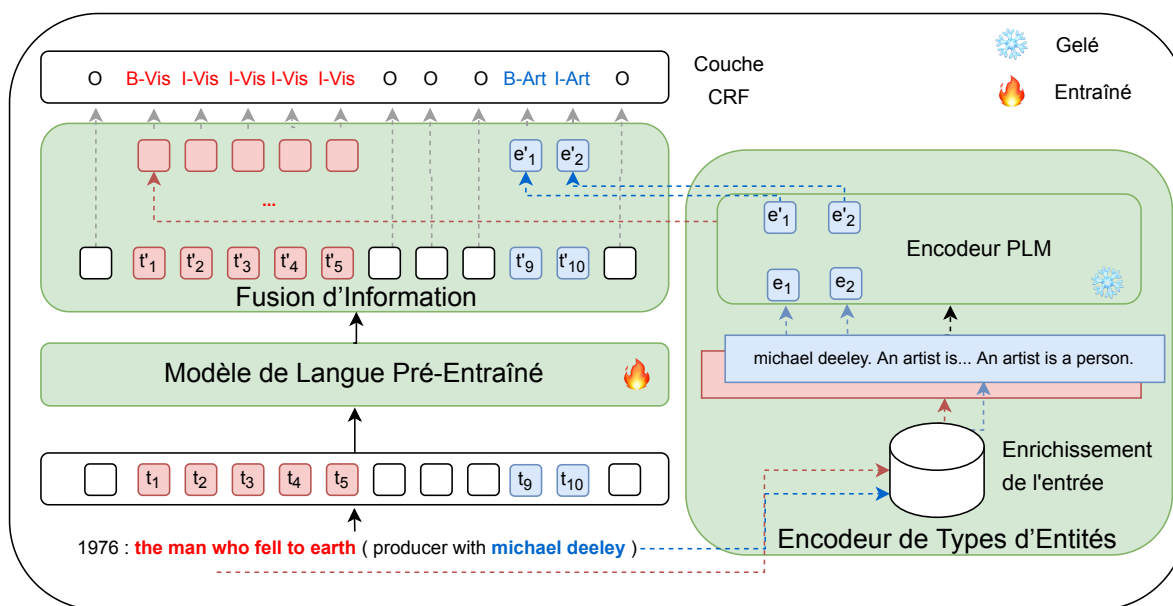 O B-Vis I-Vis I-Vis I-Vis I-Vis O O O B-Art I-Art O
Couche
CRF
Gelé
Entraîné
e'1 e'2
...
t'1 t'2 t'3 t'4 t'5 t'9 t'10
Fusion d'Information
Modèle de Langue Pré-Entraîné
t1 t2 t3 t4 t5 t9 t10
1976 : the man who fell to earth ( producer with michael deeley )
e'1 e'2
Encodeur PLM
e1 e2
michael deeley. An artist is... An artist is a person.
Enrichissement
de l'entrée
Encodeur de Types d'Entités